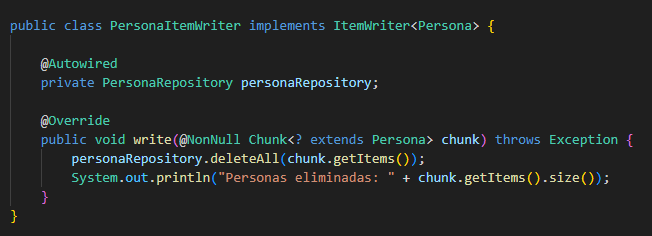 public class PersonaItemWriter implements ItemWriter<Persona> {
@Autowired
private PersonaRepository personaRepository;
@Override
public void write(@NonNull Chunk<? extends Persona> chunk) throws Exception {
personaRepository.deleteAll(chunk.getItems());
System.out.println("Personas eliminadas: " + chunk.getItems().size());
}
}